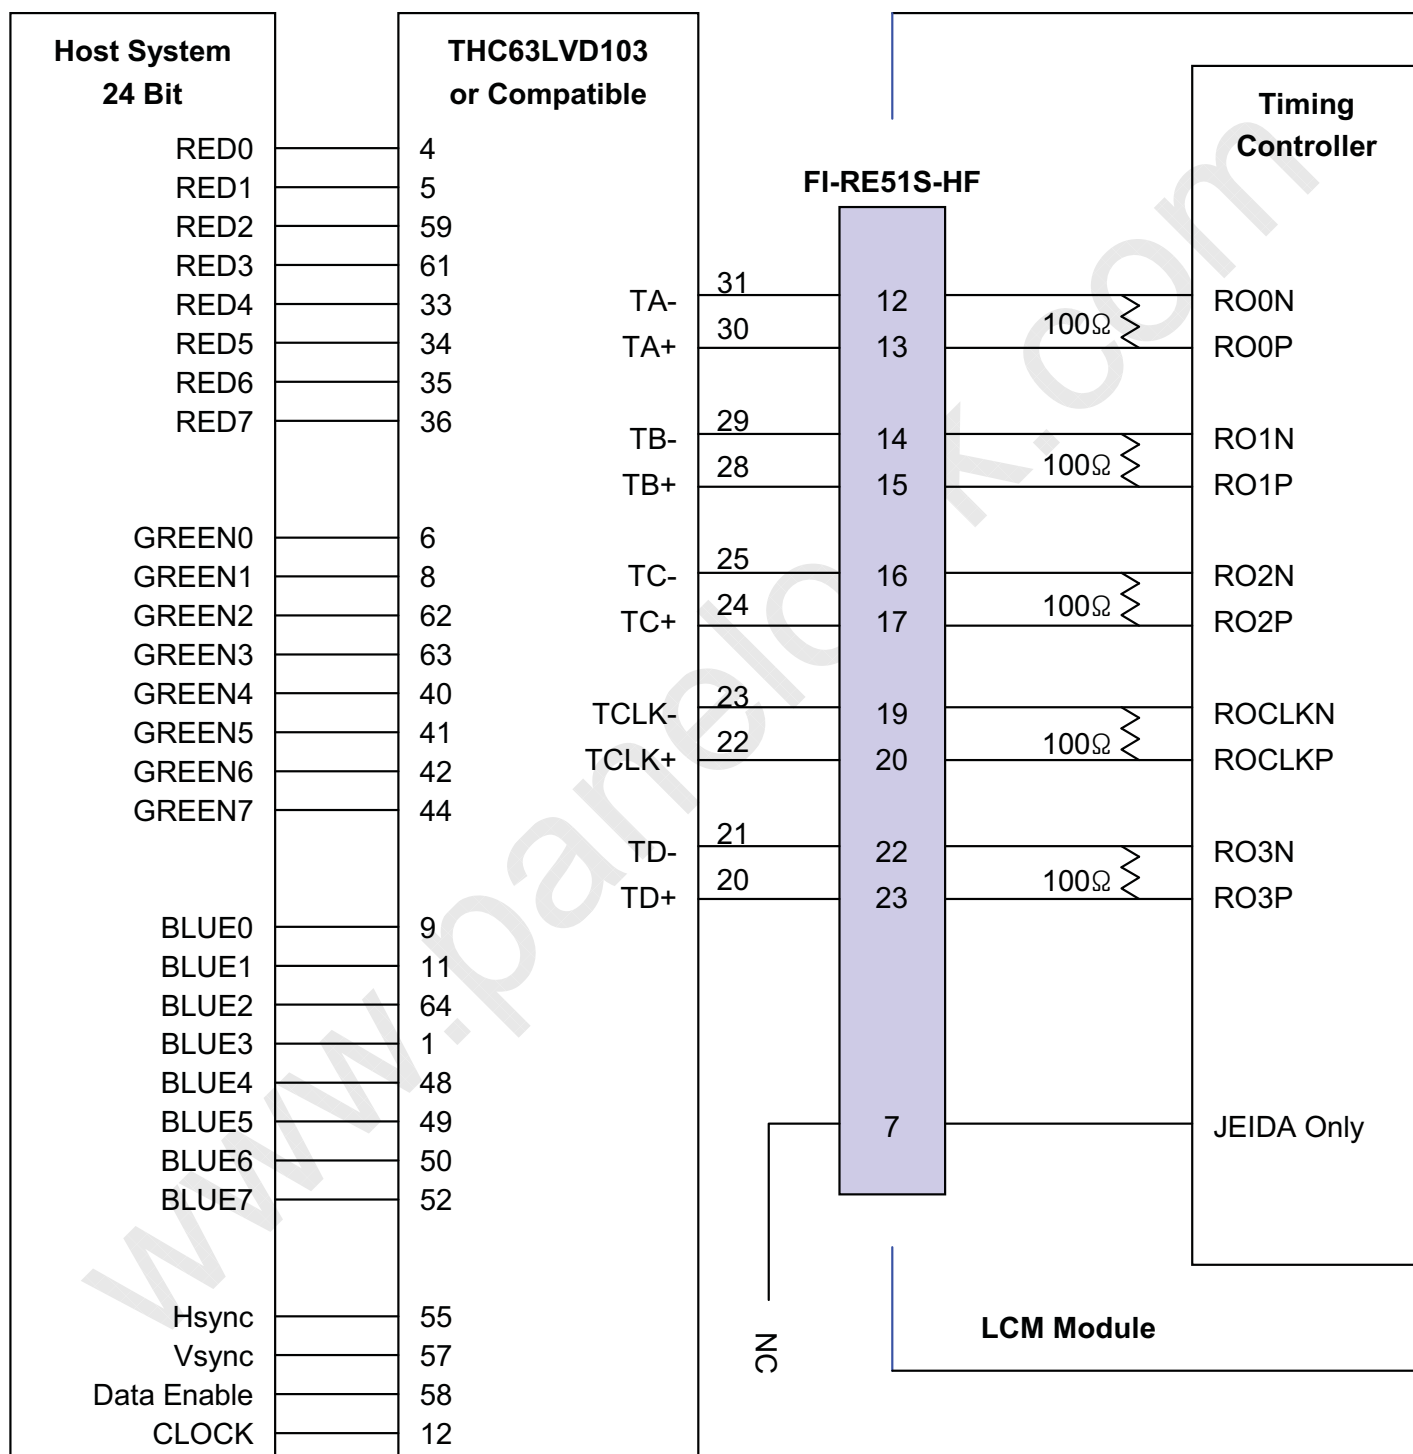 Host System
24 Bit
RED0
RED1
RED2
RED3
RED4
RED5
RED6
RED7
GREEN0
GREEN1
GREEN2
GREEN3
GREEN4
GREEN5
GREEN6
GREEN7
BLUE0
BLUE1
BLUE2
BLUE3
BLUE4
BLUE5
BLUE6
BLUE7
Hsync
Vsync
Data Enable
CLOCK
THC63LVD103
or Compatible
4
5
59
61
33
34
35
36
6
8
62
63
40
41
42
44
9
11
64
1
48
49
50
52
55
57
58
12
TA-
TA+
TB-
TB+
TC-
TC+
TCLK-
TCLK+
TD-
TD+
31
30
29
28
25
24
23
22
21
20
FI-RE51S-HF
12
13
14
15
16
17
19
20
22
23
7
NC
100Ω
100Ω
100Ω
100Ω
100Ω
Timing
Controller
RO0N
RO0P
RO1N
RO1P
RO2N
RO2P
ROCLKN
ROCLKP
RO3N
RO3P
JEIDA Only
LCM Module